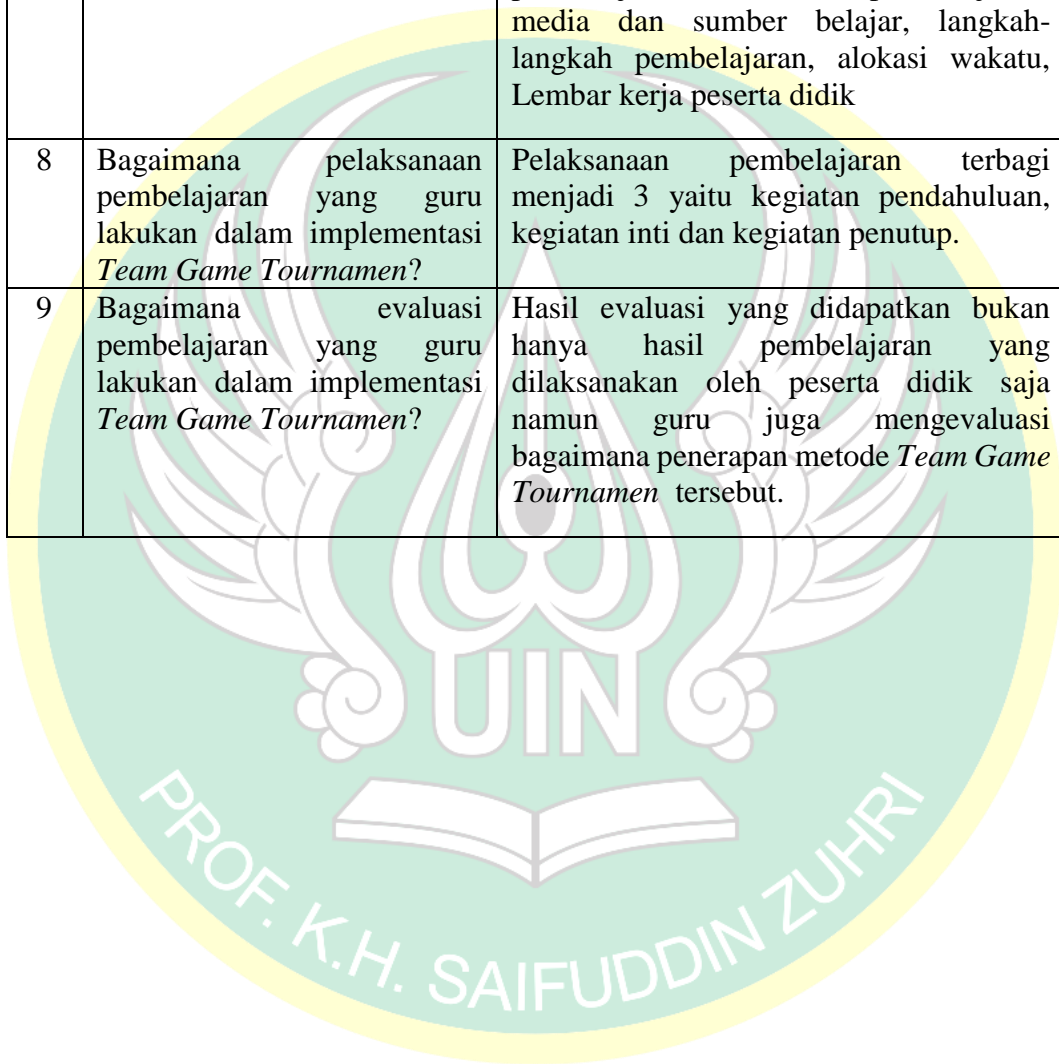 media dan sumber belajar, langkah-
langkah pembelajaran, alokasi wakatu,
Lembar kerja peserta didik
8
Bagaimana pelaksanaan
pembelajaran yang guru
lakukan dalam implementasi
Team Game Tournamen?
Pelaksanaan pembelajaran terbagi
menjadi 3 yaitu kegiatan pendahuluan,
kegiatan inti dan kegiatan penutup.
9
Bagaimana evaluasi
pembelajaran yang guru
lakukan dalam implementasi
Team Game Tournamen?
Hasil evaluasi yang didapatkan bukan
hanya hasil pembelajaran yang
dilaksanakan oleh peserta didik saja
namun guru juga mengevaluasi
bagaimana penerapan metode Team Game
Tournamen tersebut.
UIN
PROF. K.H. SAIFUDDIN ZUHRI